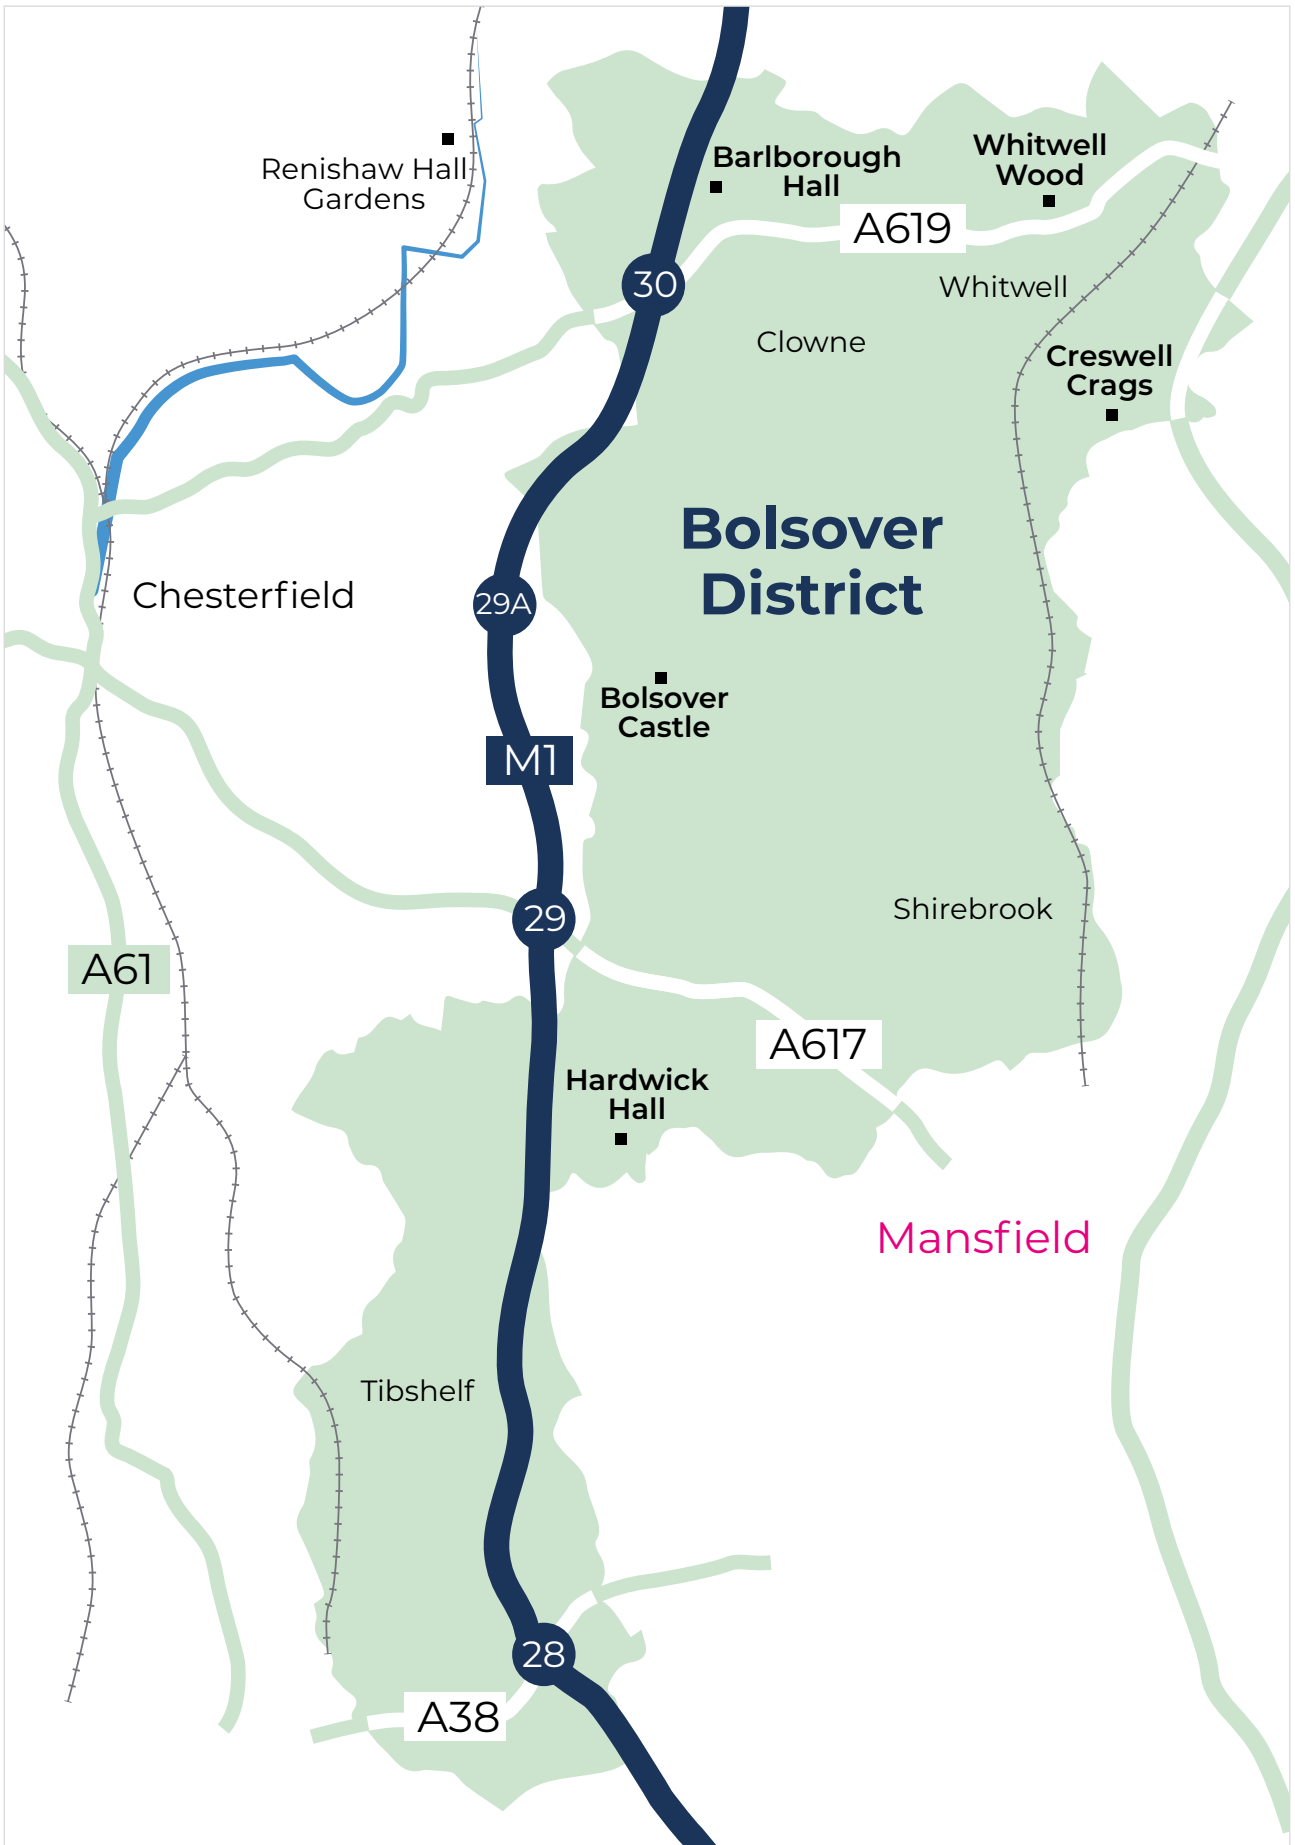 Renishaw Hall
Gardens
Barlborough
Hall
Whitwell
Wood
A619
30
Whitwell
Clowne
Creswell
Crags
Bolsover
District
Chesterfield
29A
Bolsover
Castle
M1
29
Shirebrook
A61
A617
Hardwick
Hall
Mansfield
Tibshelf
28
A38